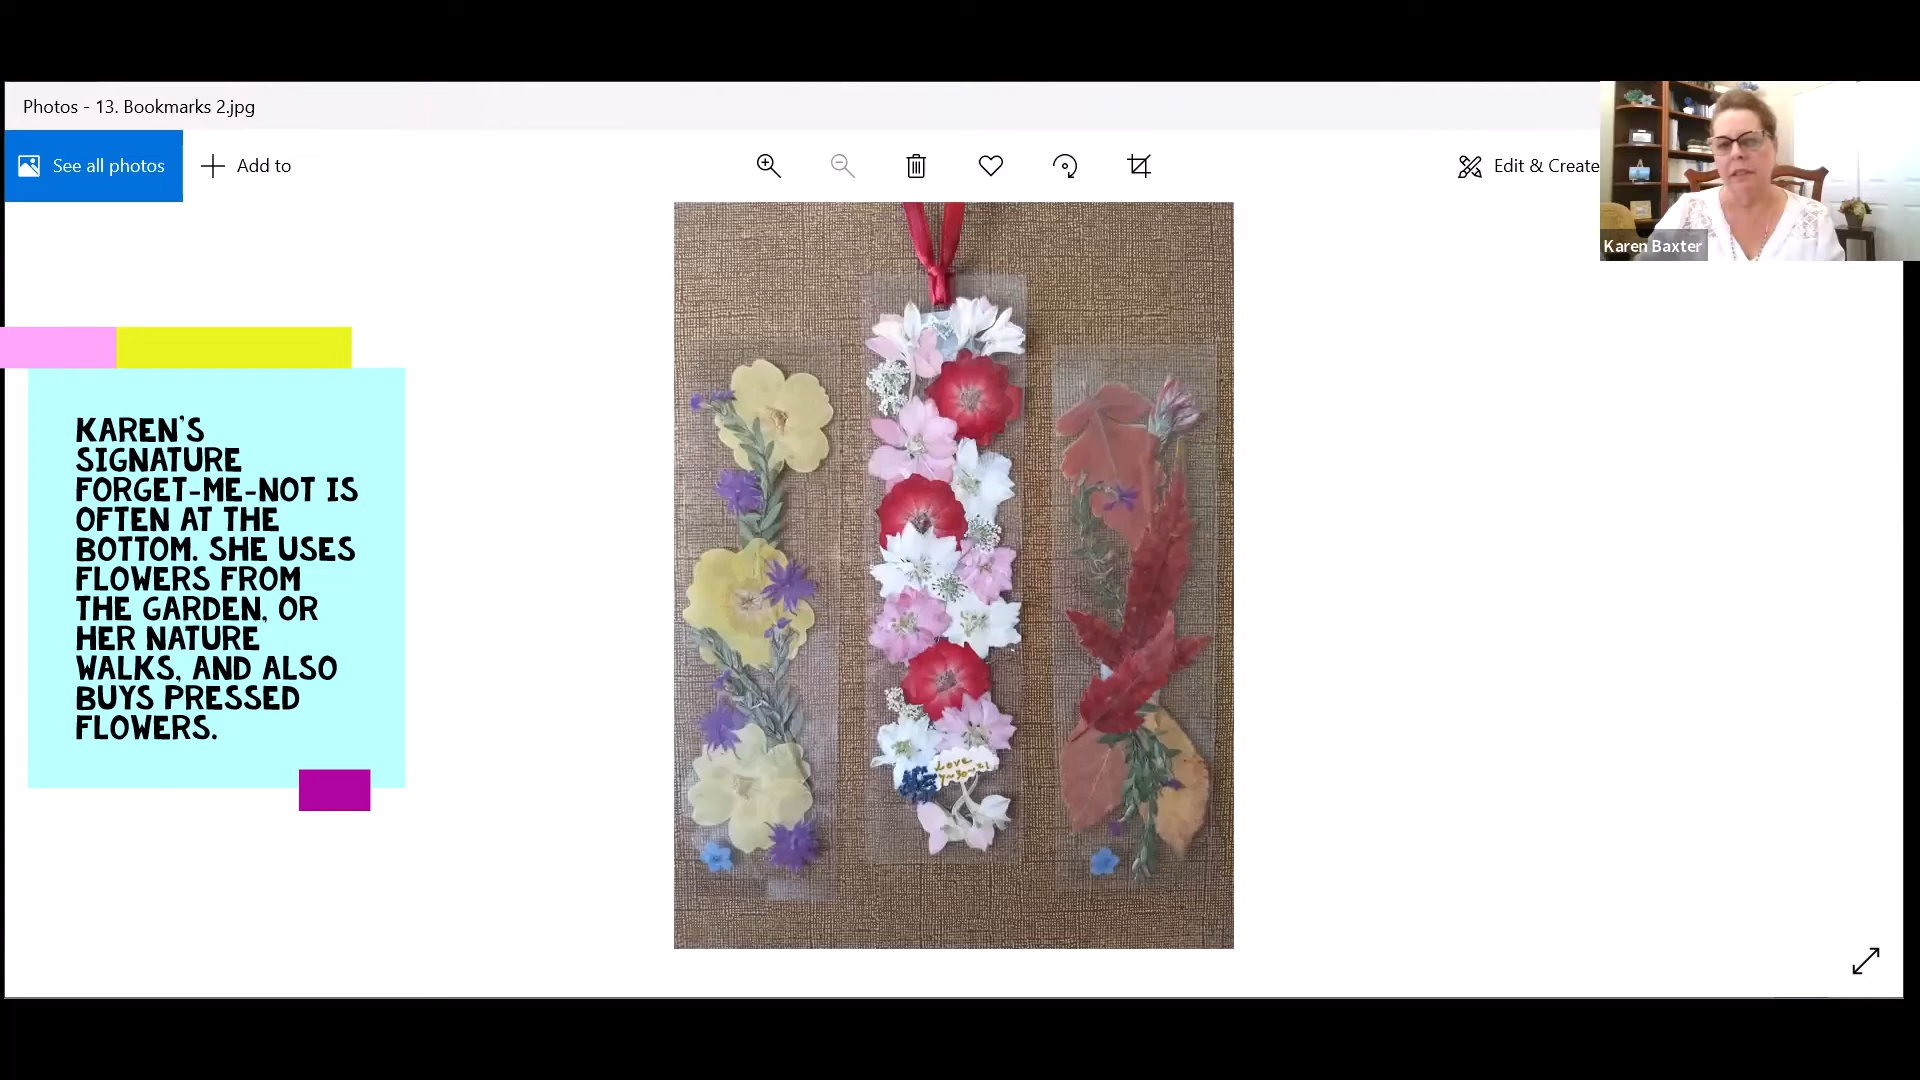 Photos - 13. Bookmarks 2.jpg
See all photos
Add to
Edit & Create
Karen Baxter
KAREN'S
SIGNATURE
FORGET-ME-NOT IS
OFTEN AT THE
BOTTOM. SHE USES
FLOWERS FROM
THE GARDEN, OR
HER NATURE
WALKS, AND ALSO
BUYS PRESSED
FLOWERS.
Love